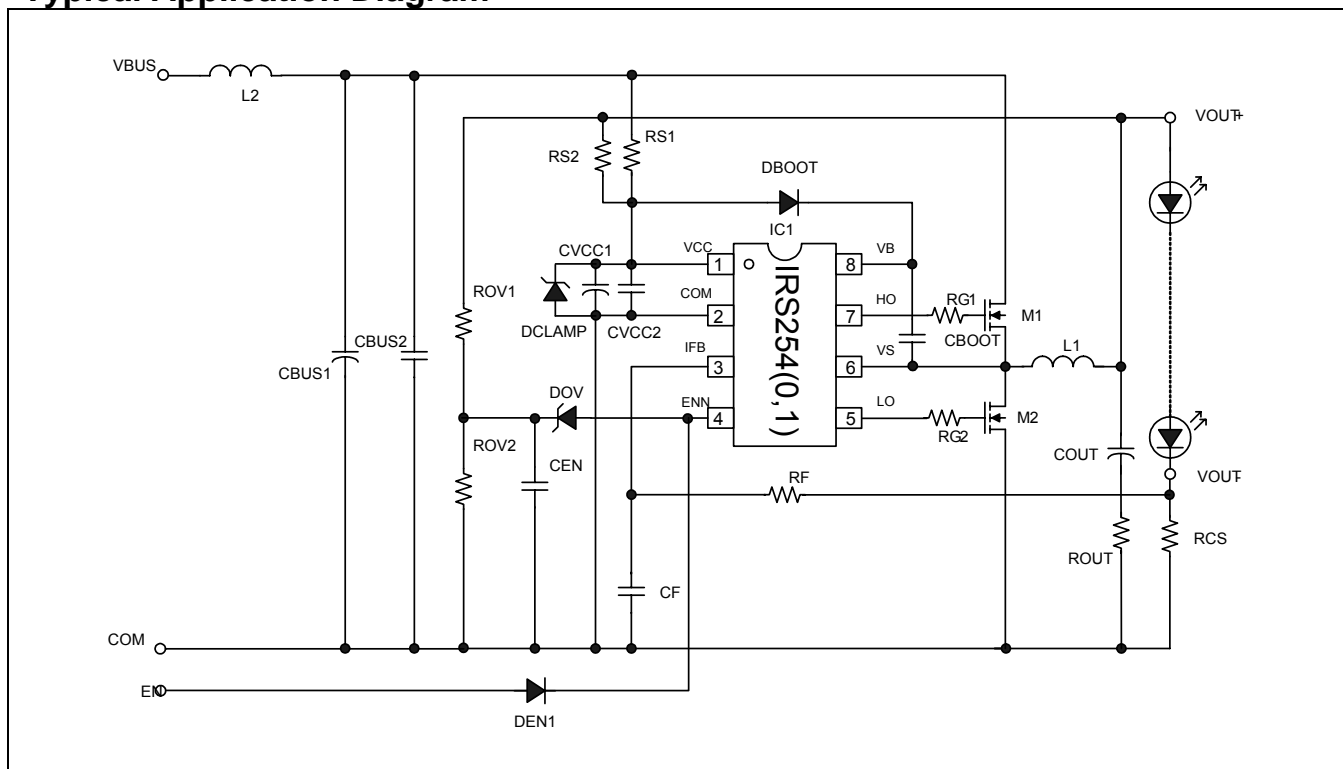 Typical Application Diagram
VBUS
L2
RS1
RS2
VOUT+
DBOOT
IC1
CVCC1
VCC
1
8
VB
ROV1
COM
2
7
HO
RG1
M1
DCLAMP
CVCC2
CBOOT
CBUS2
CBUS1
IFB
3
6
VS
L1
IRS254(0,1)
DOV
ENN
4
5
LO
RG2
M2
ROV2
CEN
COUT
RF
VOUT-
ROUT
RCS
CF
COM
EN
DEN1